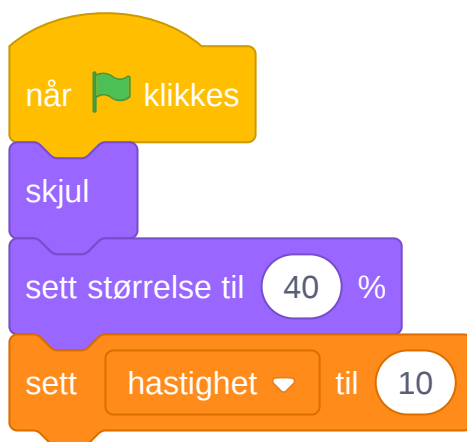 når klikkes
skjul
sett størrelse til 40 %
sett hastighet til 10